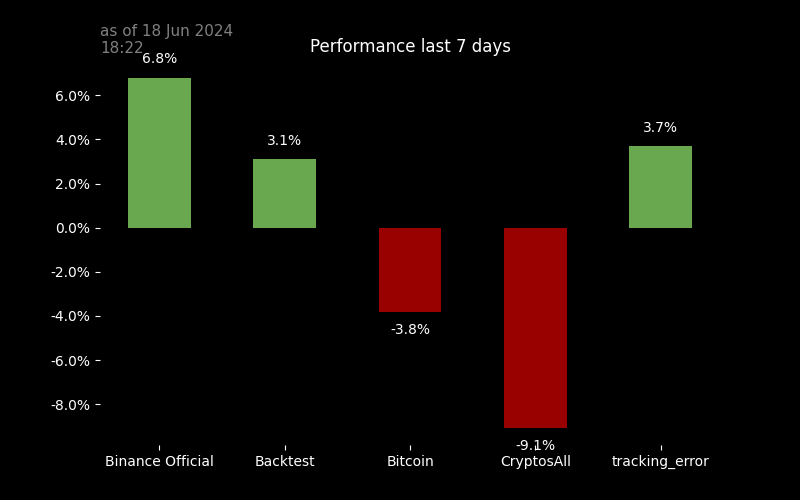 as of 18 Jun 2024
18:22
Performance last 7 days
6.8%
3.1%
3.7%
-3.8%
-9.1%
6.0%
4.0%
2.0%
0.0%
-2.0%
-4.0%
-6.0%
-8.0%
Binance Official
Backtest
Bitcoin
CryptosAll
tracking_error